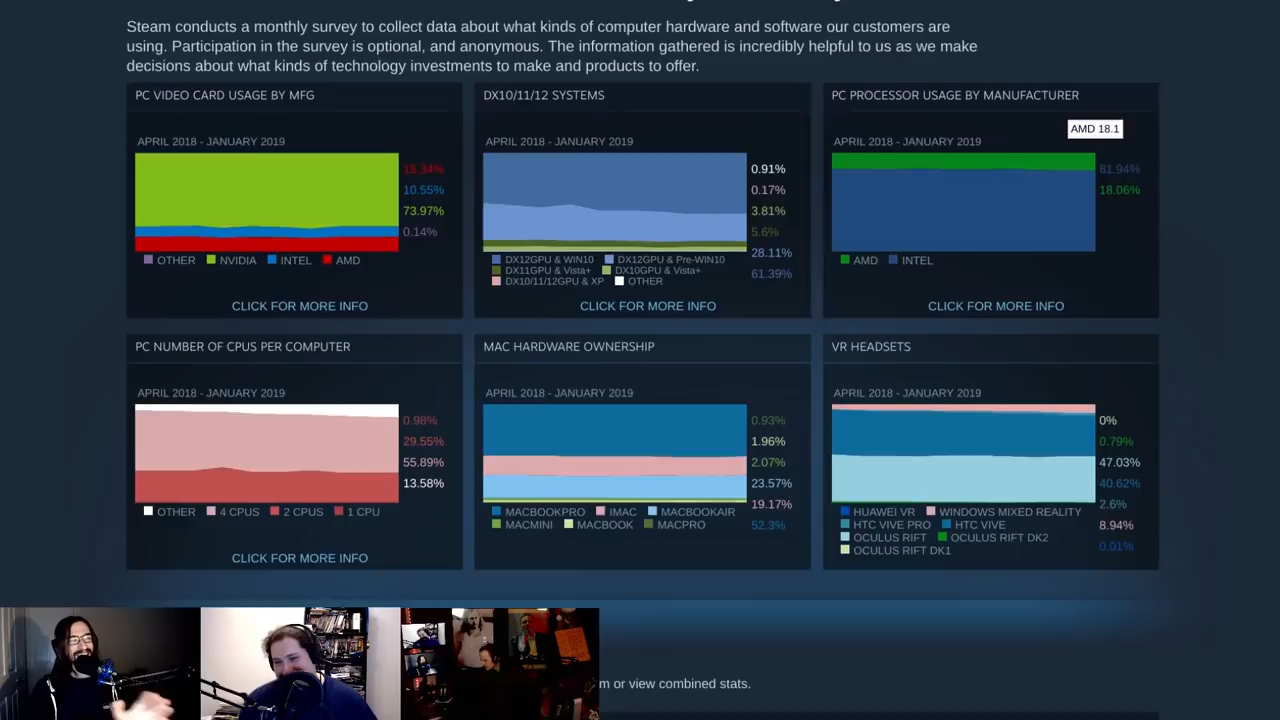 Steam conducts a monthly survey to collect data about what kinds of computer hardware and software our customers are
using. Participation in the survey is optional, and anonymous. The information gathered is incredibly helpful to us as we make
decisions about what kinds of technology investments to make and products to offer.
PC VIDEO CARD USAGE BY MFG
APRIL 2018 - JANUARY 2019
15.34%
10.55%
73.97%
0.14%
OTHER NVIDIA INTEL AMD
CLICK FOR MORE INFO
DX10/11/12 SYSTEMS
APRIL 2018 - JANUARY 2019
0.91%
0.17%
3.81%
5.6%
28.11%
61.39%
DX12GPU & WIN10 DX12GPU & Pre-WIN10
DX11GPU & Vista+ DX10GPU & Vista+
DX10/11/12GPU & XP OTHER
CLICK FOR MORE INFO
PC PROCESSOR USAGE BY MANUFACTURER
AMD 18.1
APRIL 2018 - JANUARY 2019
81.94%
18.06%
AMD INTEL
CLICK FOR MORE INFO
PC NUMBER OF CPUS PER COMPUTER
APRIL 2018 - JANUARY 2019
0.98%
29.55%
55.89%
13.58%
OTHER 4 CPUS 2 CPUS 1 CPU
CLICK FOR MORE INFO
MAC HARDWARE OWNERSHIP
APRIL 2018 - JANUARY 2019
0.93%
1.96%
2.07%
23.57%
19.17%
52.3%
MACBOOKPRO IMAC MACBOOKAIR
MACMINI MACBOOK MACPRO
VR HEADSETS
APRIL 2018 - JANUARY 2019
0%
0.79%
47.03%
40.62%
2.6%
8.94%
0.01%
HUAWEI VR WINDOWS MIXED REALITY
HTC VIVE PRO HTC VIVE
OCULUS RIFT OCULUS RIFT DK2
OCULUS RIFT DK1
m or view combined stats.